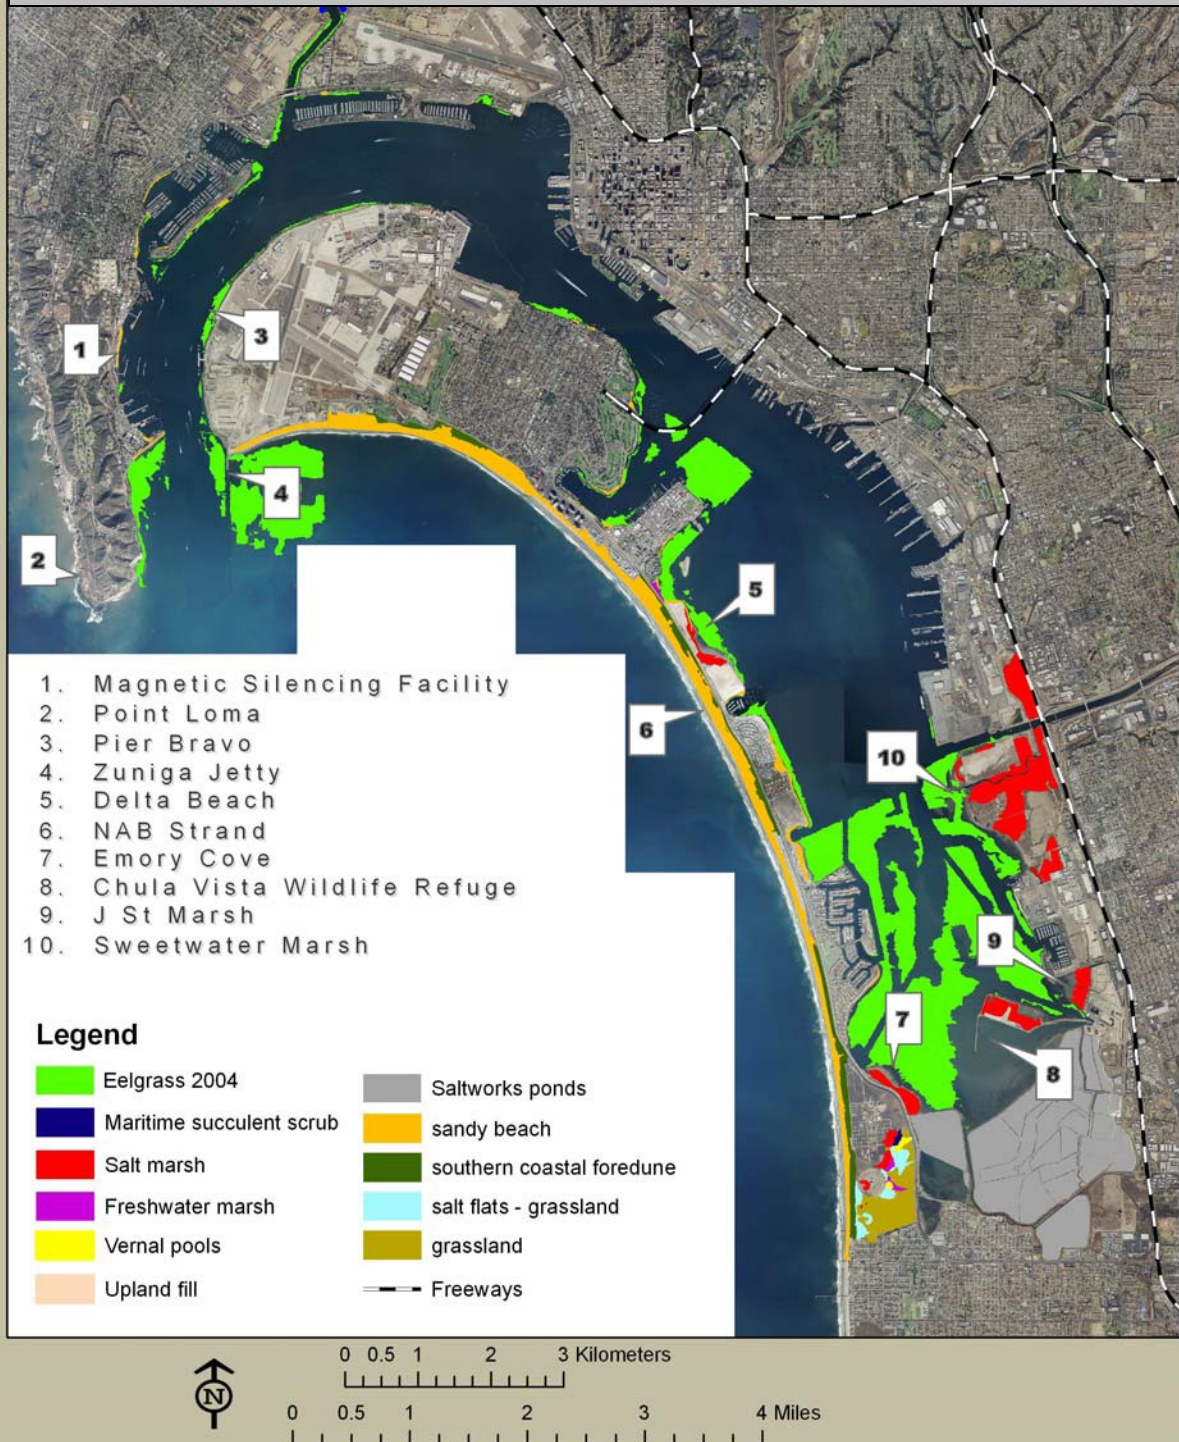 1
2
3
4
5
6
7
8
9
10
1. Magnetic Silencing Facility
2. Point Loma
3. Pier Bravo
4. Zuniga Jetty
5. Delta Beach
6. NAB Strand
7. Emory Cove
8. Chula Vista Wildlife Refuge
9. J St Marsh
10. Sweetwater Marsh
Legend
Eelgrass 2004
Maritime succulent scrub
Salt marsh
Freshwater marsh
Vernal pools
Upland fill
Saltworks ponds
sandy beach
southern coastal foredune
salt flats - grassland
grassland
Freeways
N
0 0.5 1 2 3 Kilometers
0 0.5 1 2 3 4 Miles